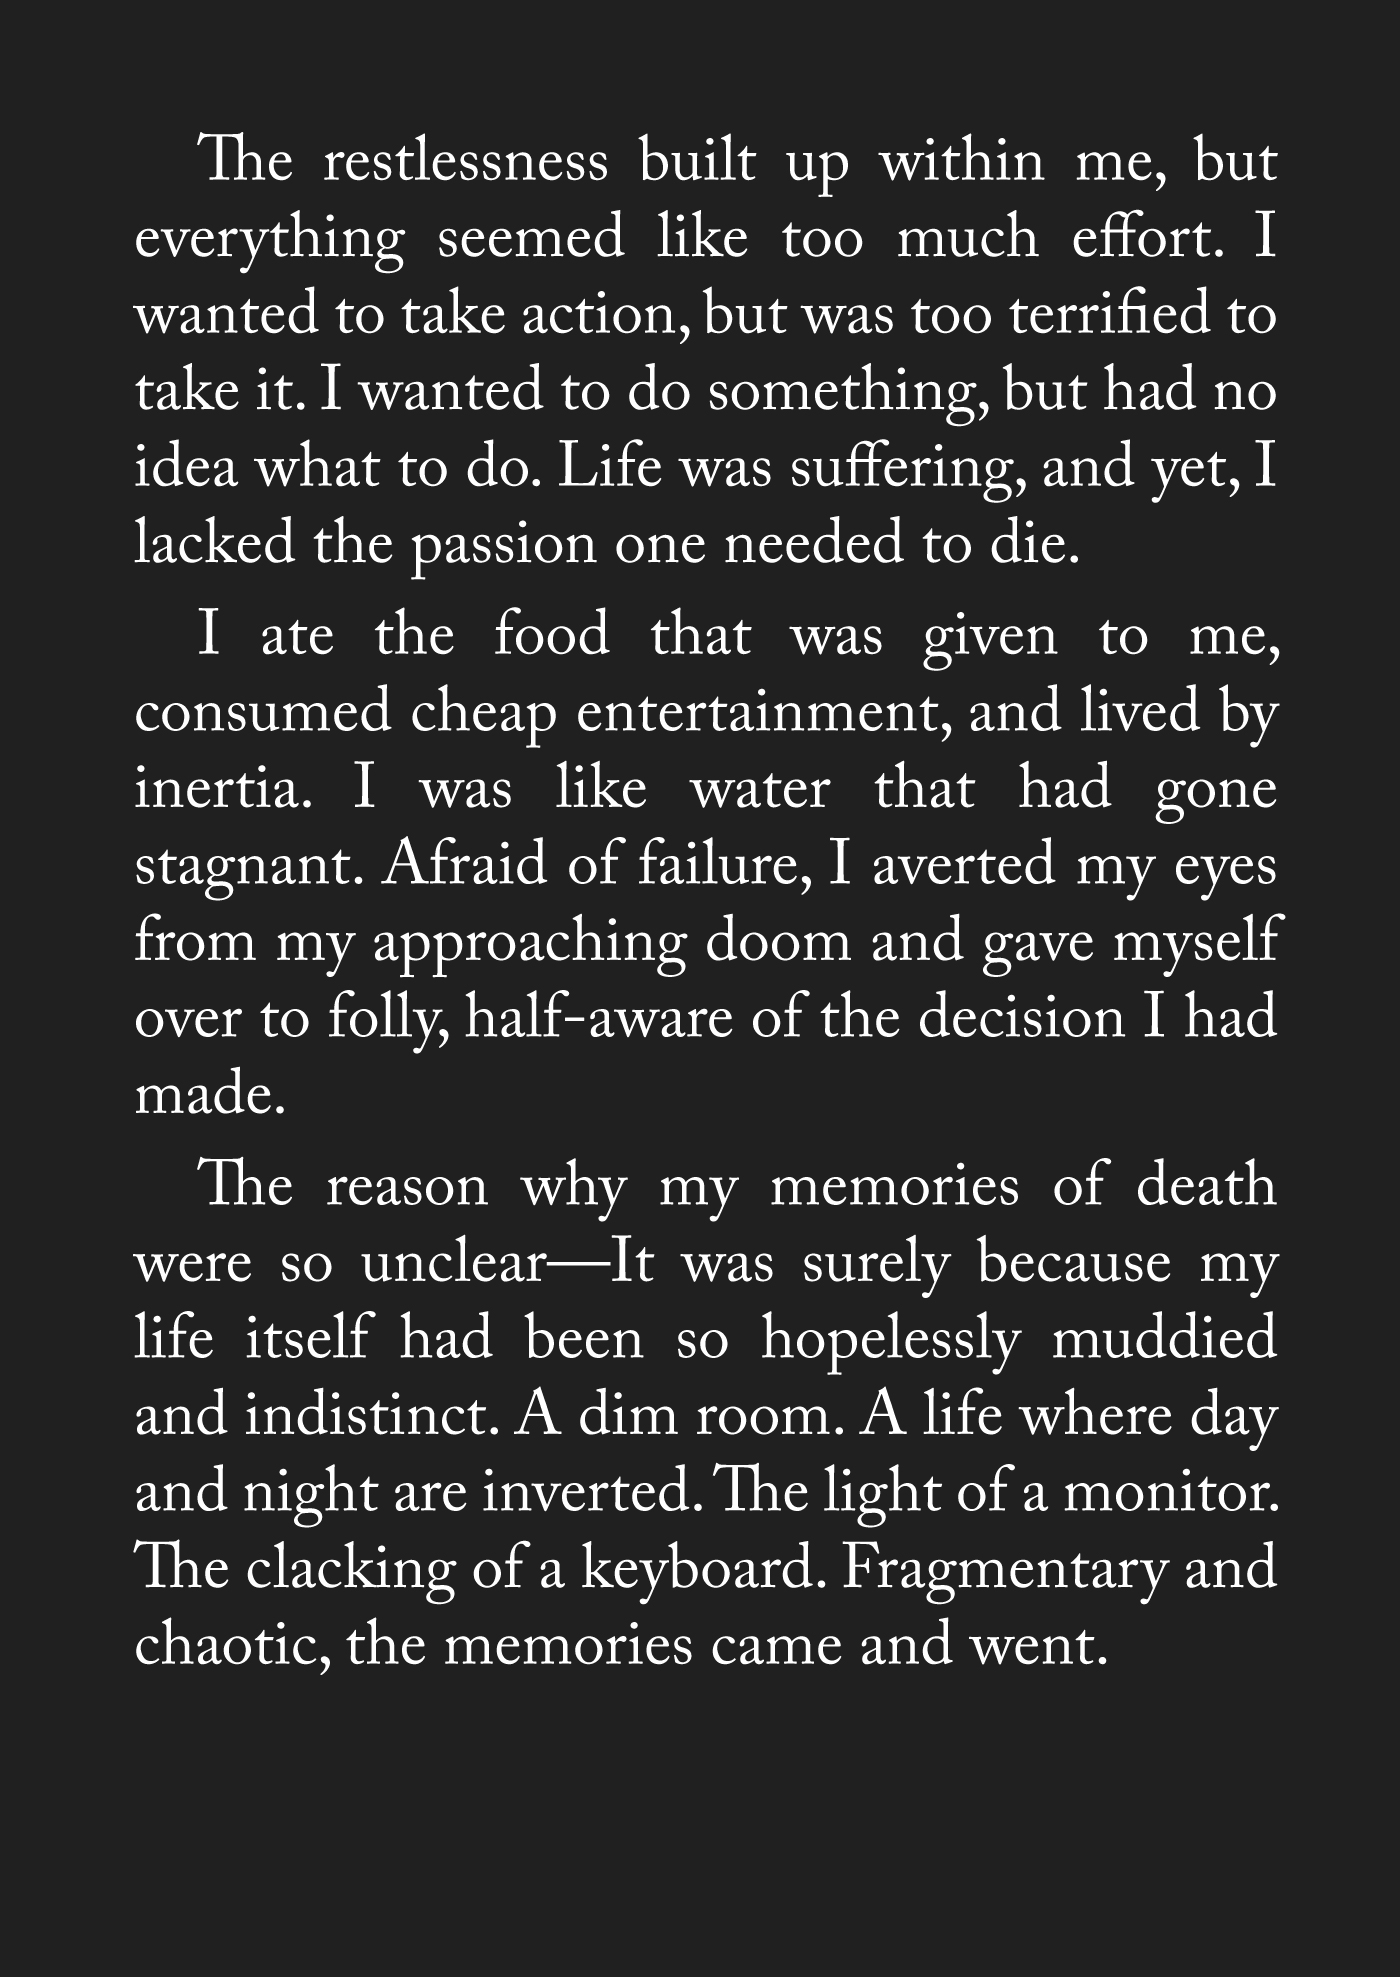 The restlessness built up within me, but
everything seemed like too much effort. I
wanted to take action, but was too terrified to
take it. I wanted to do something, but had no
idea what to do. Life was suffering, and yet, I
lacked the passion one needed to die.
I ate the food that was given to me,
consumed cheap entertainment, and lived by
inertia. I was like water that had gone
stagnant. Afraid of failure, I averted my eyes
from my approaching doom and gave myself
over to folly, half-aware of the decision I had
made.
The reason why my memories of death
were so unclear—It was surely because my
life itself had been so hopelessly muddied
and indistinct. A dim room. A life where day
and night are inverted. The light of a monitor.
The clacking of a keyboard. Fragmentary and
chaotic, the memories came and went.